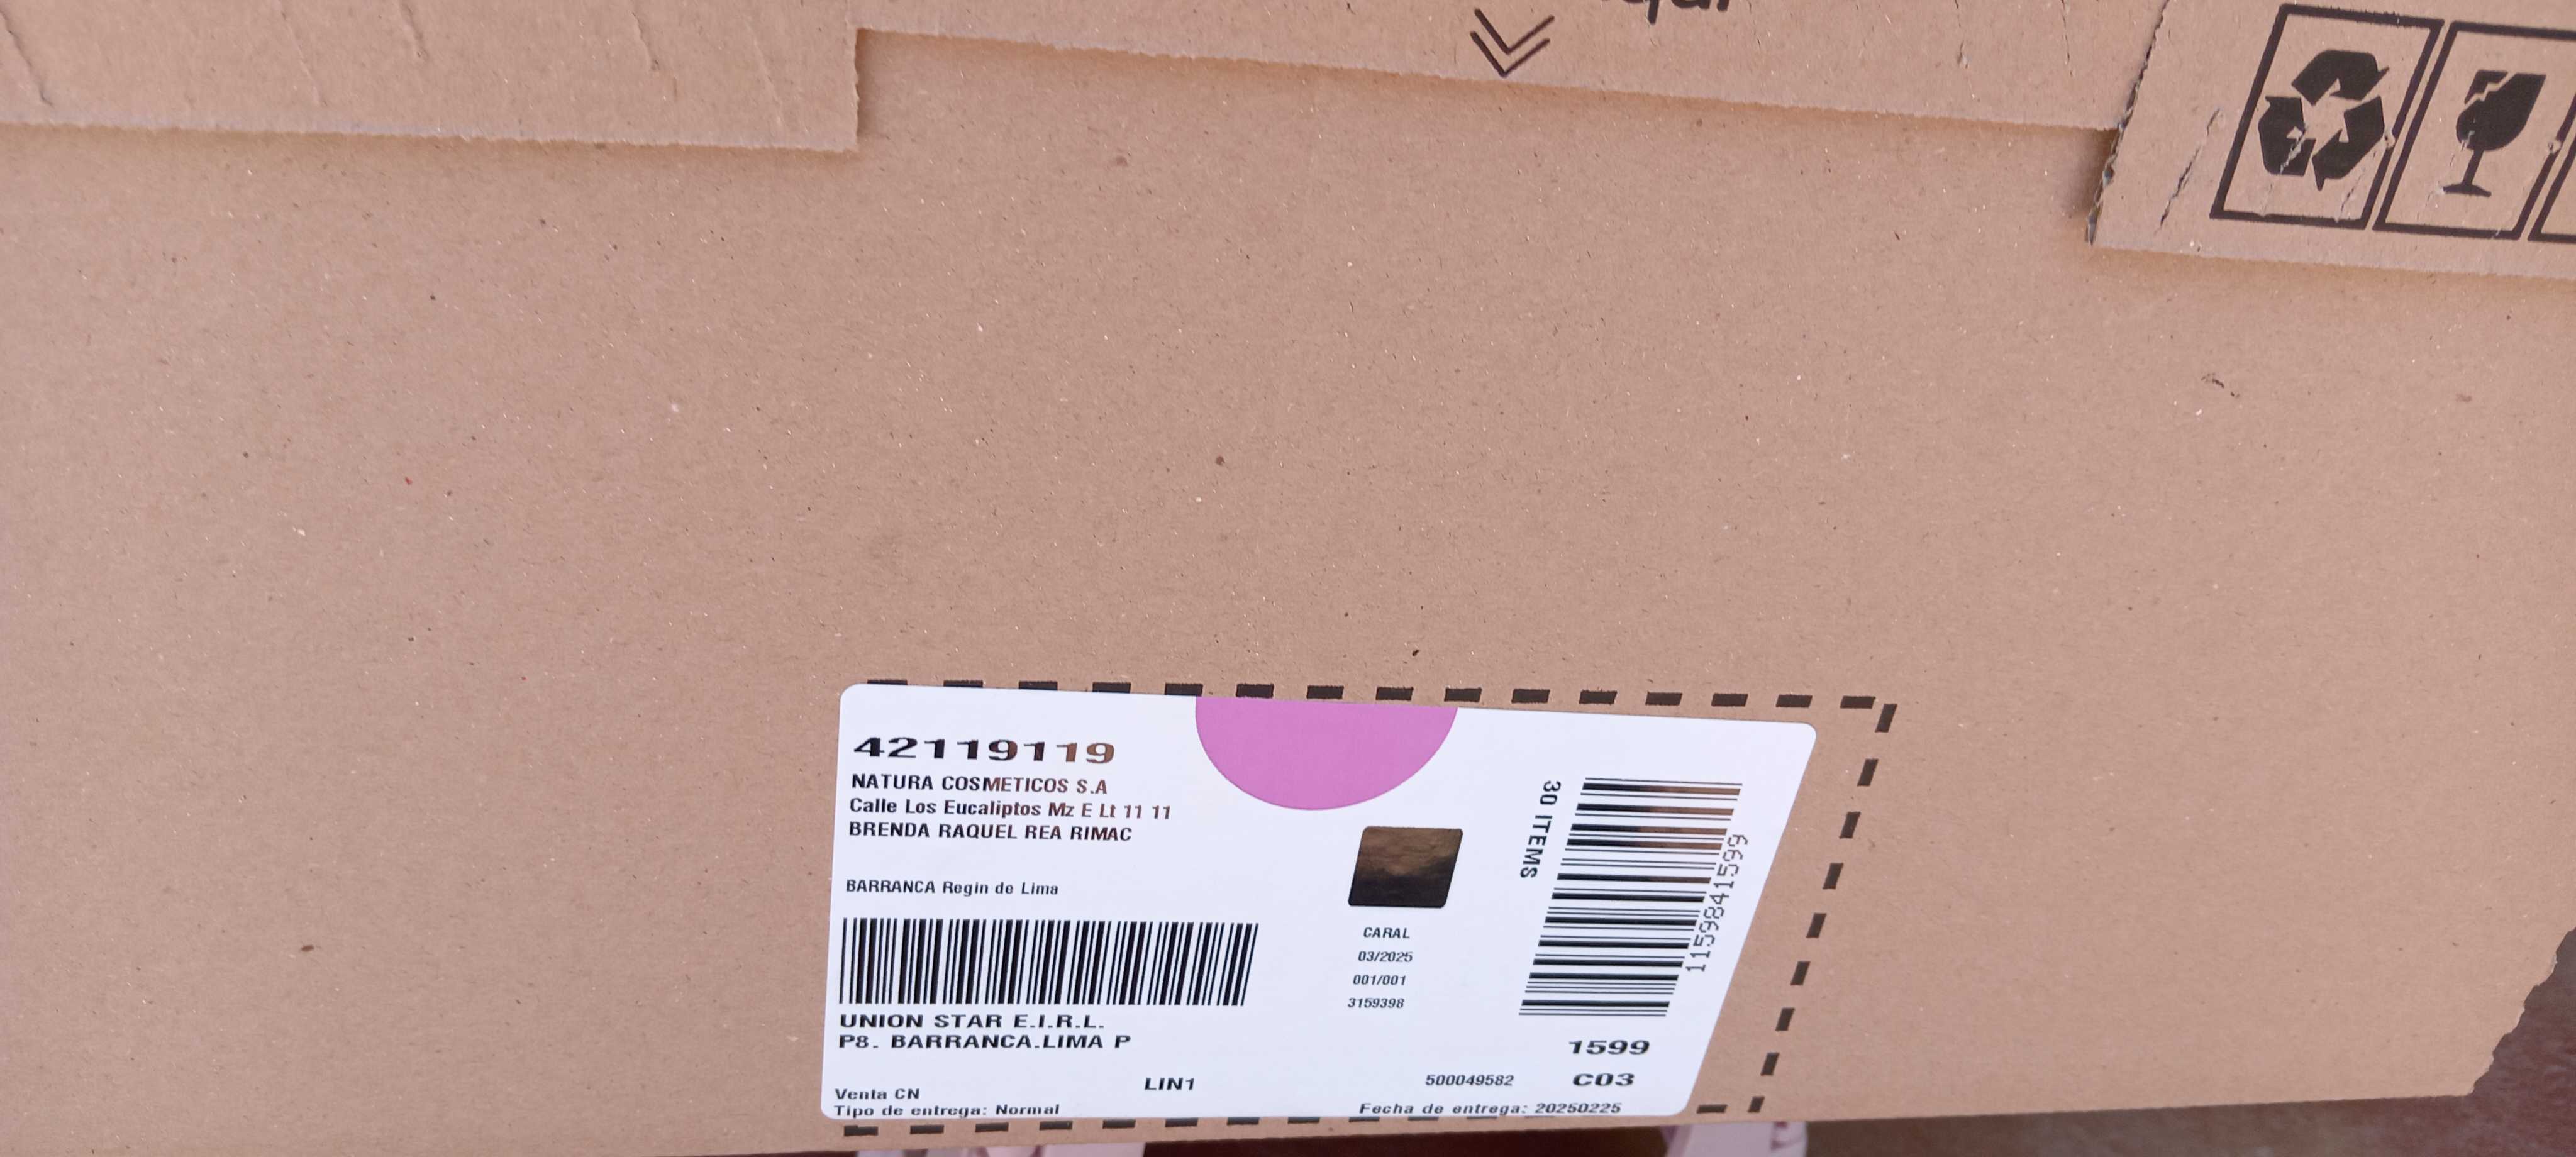 42119119
NATURA COSMETICOS S.A
Calle Los Eucaliptos Mz E Lt 11 11
BRENDA RAQUEL REA RIMAC
BARRANCA Regin de Lima
UNION STAR E.I.R.L.
P8. BARRANCA.LIMA P
Venta CN
LIN1
Tipo de entrega: Normal
CARAL
03/2025
001/001
3159398
30 ITEMS
1159841599
1599
500049582
C03
Fecha de entrega: 20250225